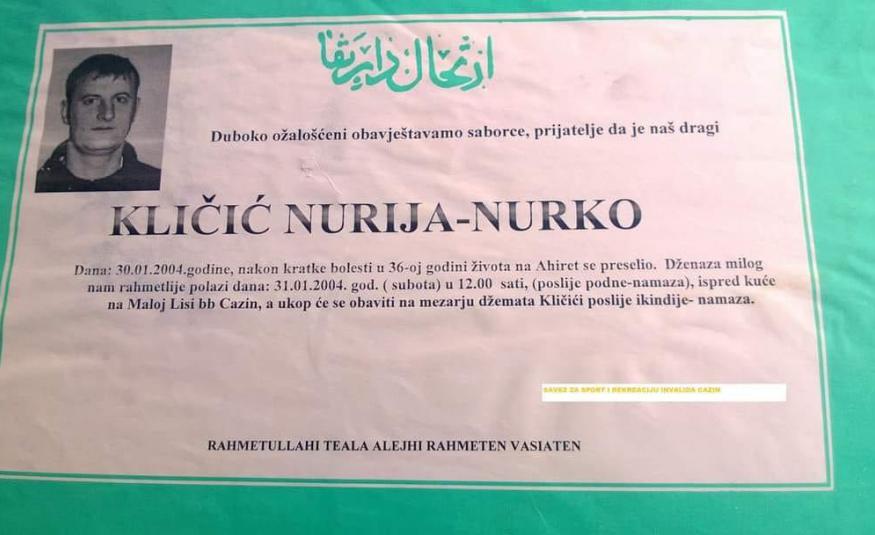 ارتحال دار بقا
Duboko ožalošćeni obavještavamo saborce, prijatelje da je naš dragi
KLIČIĆ NURIJA-NURKO
Dana: 30.01.2004.godine, nakon kratke bolesti u 36-oj godini života na Ahiret se preselio. Dženaza milog
nam rahmetlije polazi dana: 31.01.2004. god. ( subota) u 12.00 sati, (poslije podne-namaza), ispred kuće
na Maloj Lisi bb Cazin, a ukop će se obaviti na mezarju džemata Kličići poslije ikindije- namaza.
SAVEZ ZA SPORT I REKREACIJU INVALIDA CAZIN
RAHMETULLAHI TEALA ALEJHI RAHMETEN VASIATEN